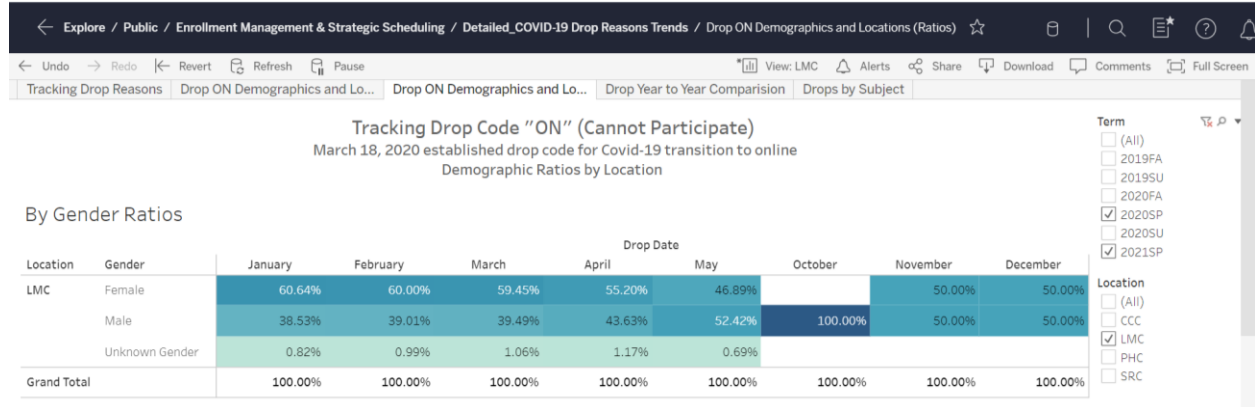 Explore / Public / Enrollment Management & Strategic Scheduling / Detailed_COVID-19 Drop Reasons Trends / Drop ON Demographics and Locations (Ratios)
Undo Redo Revert Refresh Pause View: LMC Alerts Share Download Comments Full Screen
Tracking Drop Reasons Drop ON Demographics and Lo... Drop ON Demographics and Lo... Drop Year to Year Comparision Drops by Subject
Tracking Drop Code "ON" (Cannot Participate)
March 18, 2020 established drop code for Covid-19 transition to online
Demographic Ratios by Location
By Gender Ratios
Drop Date
Location Gender January February March April May October November December
LMC Female 60.64% 60.00% 59.45% 55.20% 46.89% 50.00% 50.00%
Male 38.53% 39.01% 39.49% 43.63% 52.42% 100.00% 50.00% 50.00%
Unknown Gender 0.82% 0.99% 1.06% 1.17% 0.69%
Grand Total 100.00% 100.00% 100.00% 100.00% 100.00% 100.00% 100.00% 100.00%
Term
(All)
2019FA
2019SU
2020FA
2020SP
2020SU
2021SP
Location
(All)
CCC
LMC
PHC
SRC